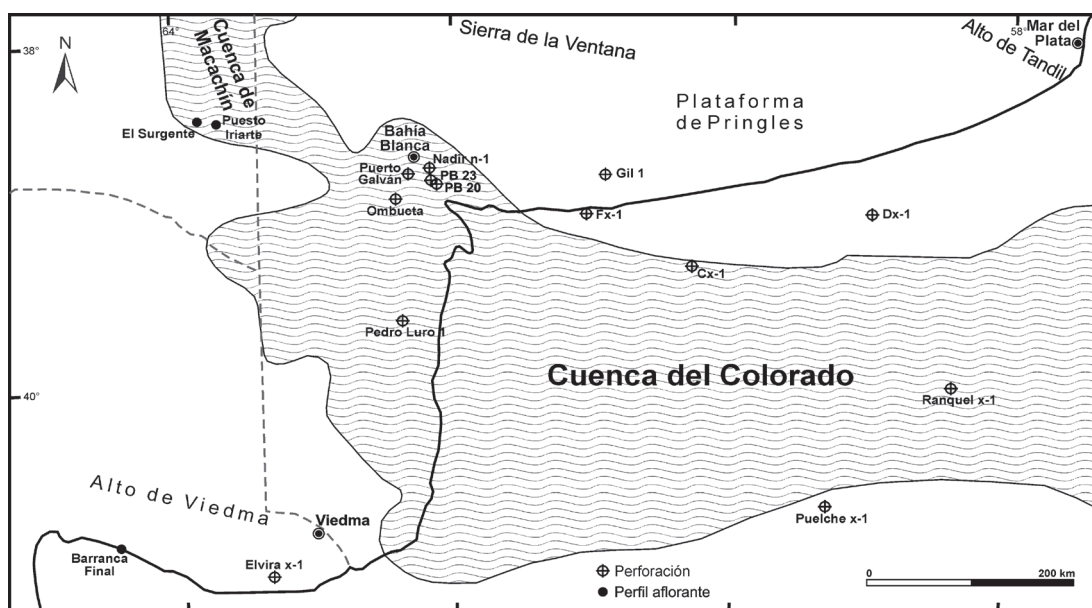 64°
58°
38°
N
Cuenca de
Macachín
Sierra de la Ventana
Mar del
Plata
Alto de Tandil
Plataforma
de Pringles
El Surgente
Puesto
Iriarte
Bahía
Blanca
Nadir n-1
Puerto
Galván
PB 23
PB 20
Ombueta
Gil 1
Fx-1
Dx-1
Cx-1
Pedro Luro 1
Cuenca del Colorado
Ranquel x-1
40°
Alto de Viedma
Viedma
Puelche x-1
Barranca
Final
Elvira x-1
Perforación
Perfil aflorante
0
200 km